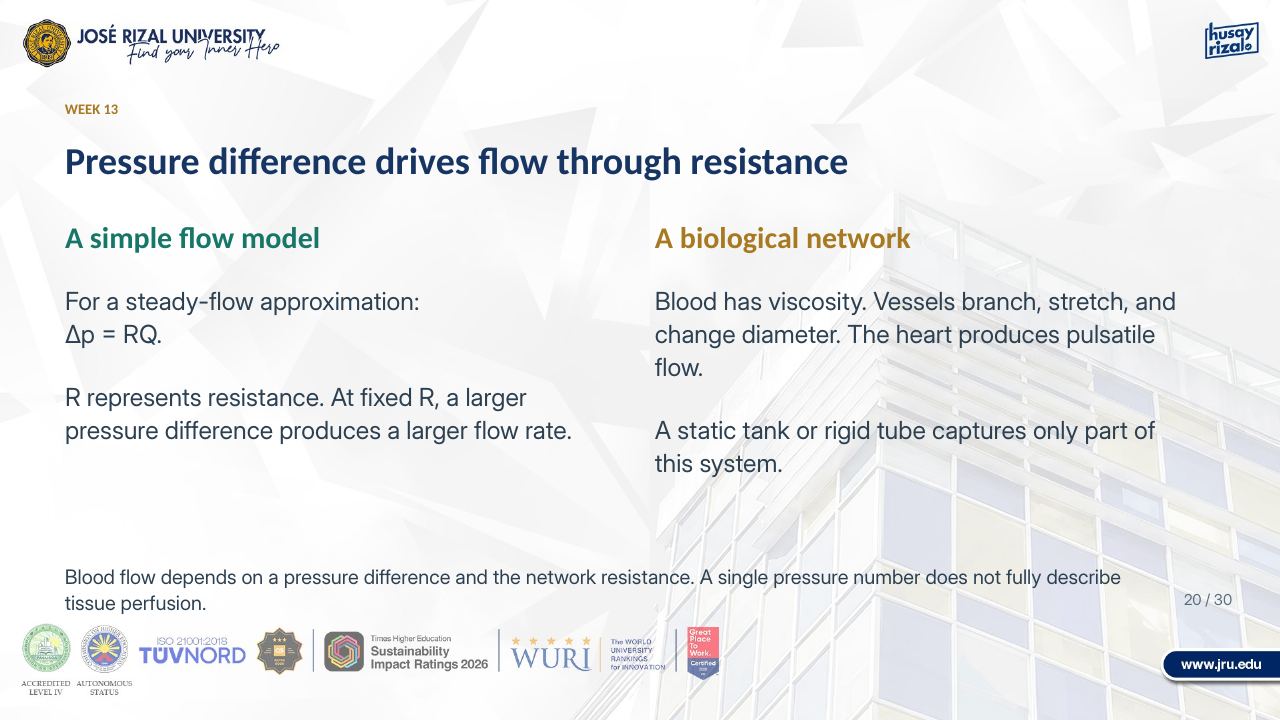 JOSÉ RIZAL UNIVERSITY
Find your Inner Hero
husay
rizal
WEEK 13
Pressure difference drives flow through resistance
A simple flow model
For a steady-flow approximation:
Δp = RQ.
R represents resistance. At fixed R, a larger
pressure difference produces a larger flow rate.
A biological network
Blood has viscosity. Vessels branch, stretch, and
change diameter. The heart produces pulsatile
flow.
A static tank or rigid tube captures only part of
this system.
Blood flow depends on a pressure difference and the network resistance. A single pressure number does not fully describe
tissue perfusion.
20 / 30
ACCREDITED
LEVEL IV
AUTONOMOUS
STATUS
ISO 21001:2018
TÜVNORD
Times Higher Education
Sustainability
Impact Ratings 2026
WURI
The WORLD
UNIVERSITY
RANKINGS
for INNOVATION
Great
Place
To
Work.
Certified
www.jru.edu